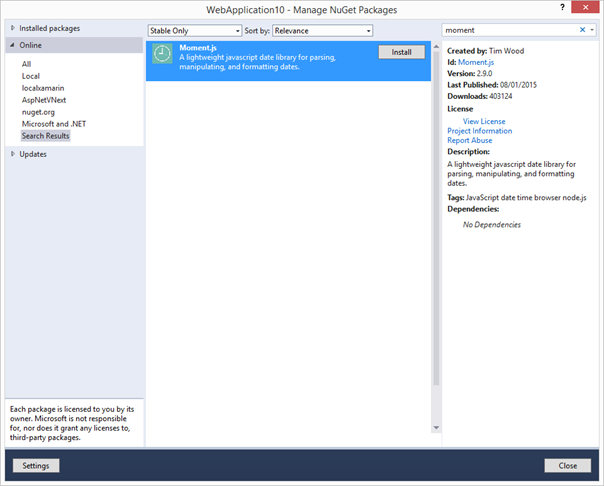 WebApplication10 - Manage NuGet Packages
? ×
Installed packages
Online
All
Local
localxamarin
AspNetVNext
nuget.org
Microsoft and .NET
Search Results
Updates
Each package is licensed to you by its
owner. Microsoft is not responsible
for, nor does it grant any licenses to,
third-party packages.
Stable Only
Sort by: Relevance
Moment.js
A lightweight javascript date library for parsing,
manipulating, and formatting dates.
Install
moment
Created by: Tim Wood
Id: Moment.js
Version: 2.9.0
Last Published: 08/01/2015
Downloads: 403124
License
View License
Project Information
Report Abuse
Description:
A lightweight javascript date library for
parsing, manipulating, and formatting
dates.
Tags: JavaScript date time browser node.js
Dependencies:
No Dependencies
Settings
Close